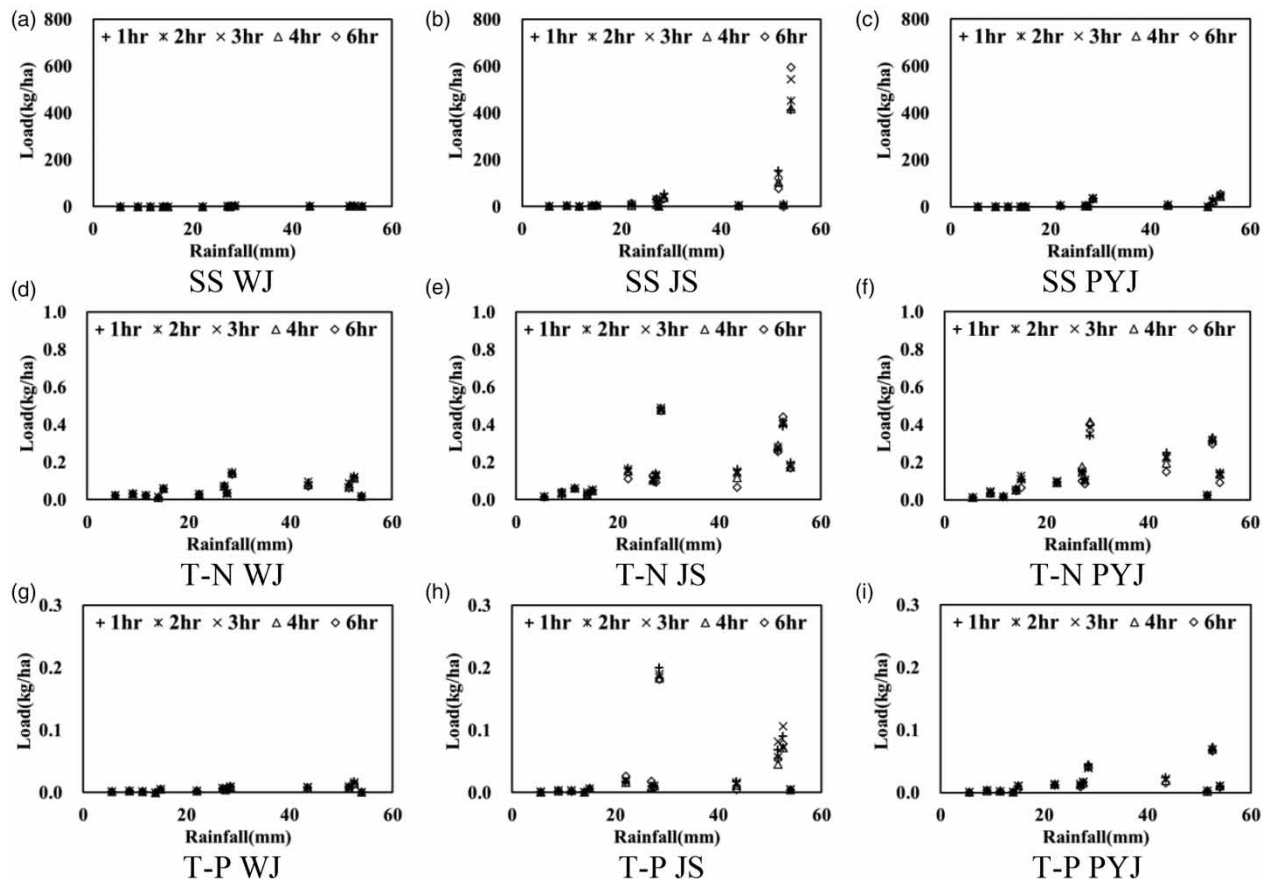 (a)
800
+ 1hr ж 2hr × 3hr △ 4hr ◇ 6hr
600
400
200
0
Load(kg/ha)
0 20 40 60
Rainfall(mm)
SS WJ
(b)
800
+ 1hr ж 2hr × 3hr △ 4hr ◇ 6hr
600
400
200
0
Load(kg/ha)
0 20 40 60
Rainfall(mm)
SS JS
(c)
800
+ 1hr ж 2hr × 3hr △ 4hr ◇ 6hr
600
400
200
0
Load(kg/ha)
0 20 40 60
Rainfall(mm)
SS PYJ
(d)
1.0
+ 1hr ж 2hr × 3hr △ 4hr ◇ 6hr
0.8
0.6
0.4
0.2
0.0
Load(kg/ha)
0 20 40 60
Rainfall(mm)
T-N WJ
(e)
1.0
+ 1hr ж 2hr × 3hr △ 4hr ◇ 6hr
0.8
0.6
0.4
0.2
0.0
Load(kg/ha)
0 20 40 60
Rainfall(mm)
T-N JS
(f)
1.0
+ 1hr ж 2hr × 3hr △ 4hr ◇ 6hr
0.8
0.6
0.4
0.2
0.0
Load(kg/ha)
0 20 40 60
Rainfall(mm)
T-N PYJ
(g)
0.3
+ 1hr ж 2hr × 3hr △ 4hr ◇ 6hr
0.2
0.1
0.0
Load(kg/ha)
0 20 40 60
Rainfall(mm)
T-P WJ
(h)
0.3
+ 1hr ж 2hr × 3hr △ 4hr ◇ 6hr
0.2
0.1
0.0
Load(kg/ha)
0 20 40 60
Rainfall(mm)
T-P JS
(i)
0.3
+ 1hr ж 2hr × 3hr △ 4hr ◇ 6hr
0.2
0.1
0.0
Load(kg/ha)
0 20 40 60
Rainfall(mm)
T-P PYJ